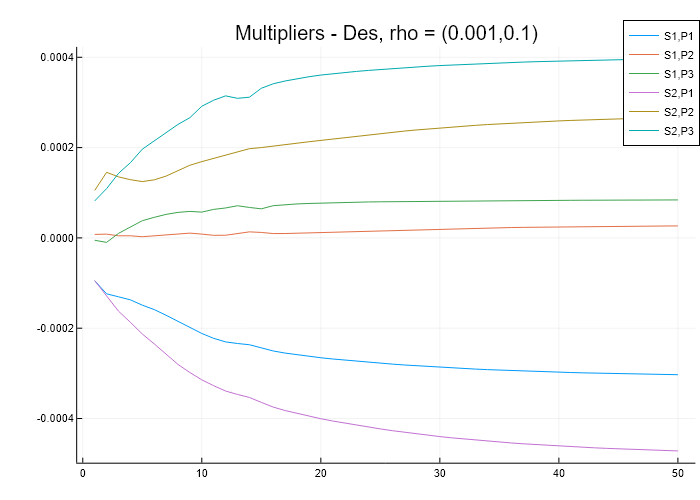 Multipliers - Des, rho = (0.001,0.1)
S1,P1
S1,P2
S1,P3
S2,P1
S2,P2
S2,P3
0.0004
0.0002
0.0000
-0.0002
-0.0004
0 10 20 30 40 50